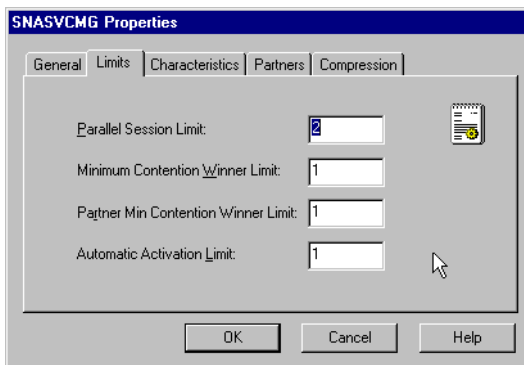 SNASVCMG Properties
General Limits Characteristics Partners Compression
Parallel Session Limit: 2
Minimum Contention Winner Limit: 1
Partner Min Contention Winner Limit: 1
Automatic Activation Limit: 1
OK Cancel Help